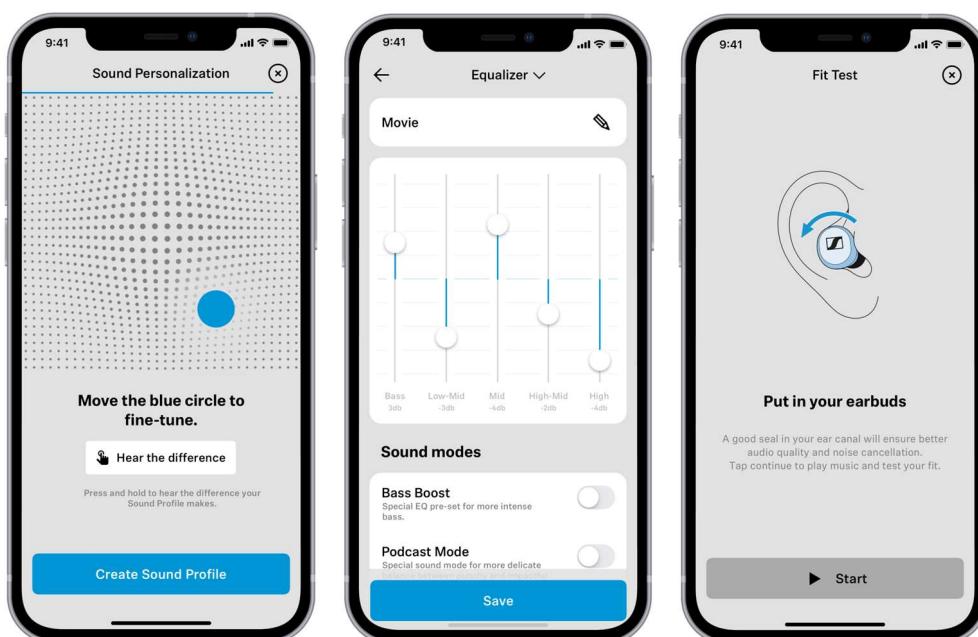 9:41
Sound Personalization
Move the blue circle to
fine-tune.
Hear the difference
Press and hold to hear the difference your
Sound Profile makes.
Create Sound Profile
9:41
Equalizer
Movie
Bass Low-Mid Mid High-Mid High
3db -3db -4db -2db -4db
Sound modes
Bass Boost
Special EQ pre-set for more intense
bass.
Podcast Mode
Special sound mode for more delicate
Save
9:41
Fit Test
Put in your earbuds
A good seal in your ear canal will ensure better
audio quality and noise cancellation.
Tap continue to play music and test your fit.
Start